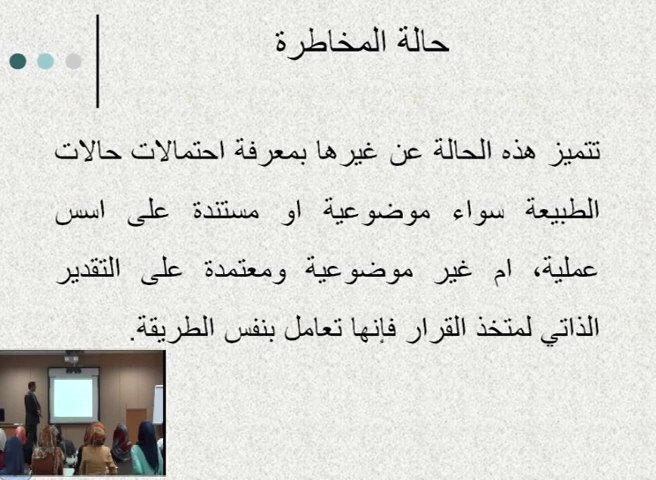 حالة المخاطرة
تتميز هذه الحالة عن غيرها بمعرفة احتمالات حالات
الطبيعة سواء موضوعية او مستندة على اسس
عملية، ام غير موضوعية ومعتمدة على التقدير
الذاتي لمتخذ القرار فإنها تعامل بنفس الطريقة.